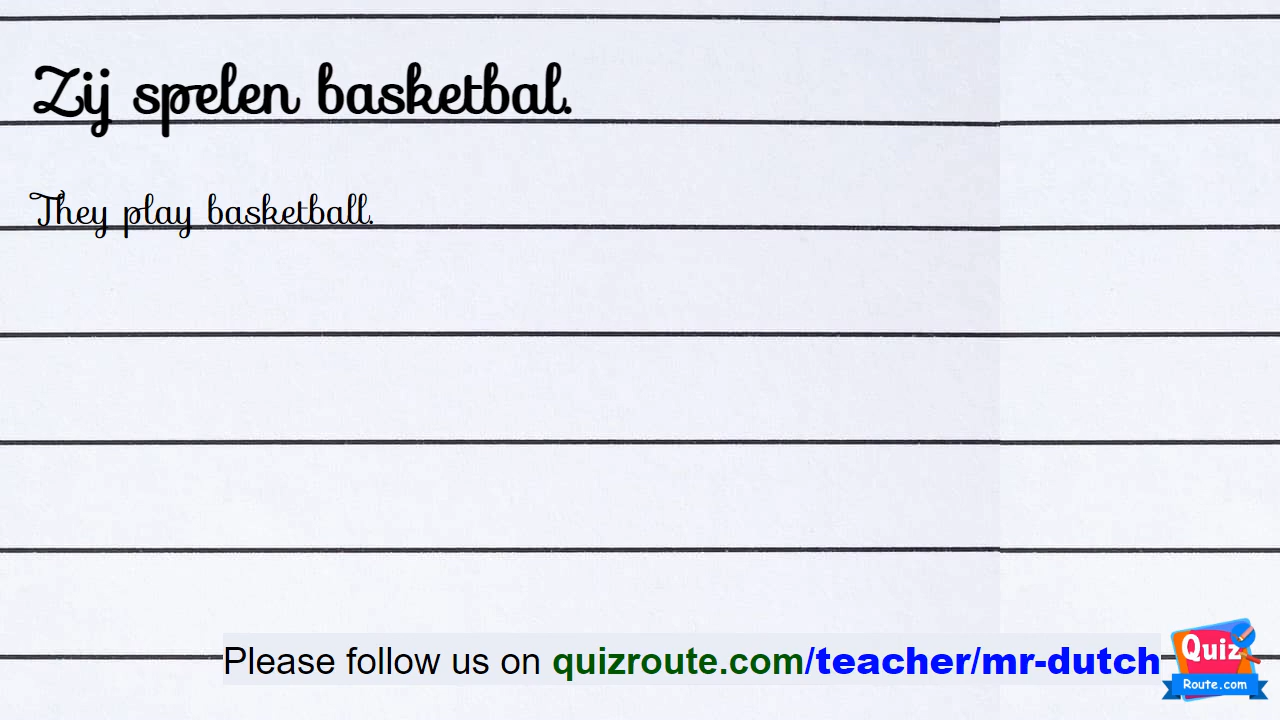 Zij spelen basketbal.
They play basketball.
Please follow us on quizroute.com/teacher/mr-dutch
Quiz
Route.com